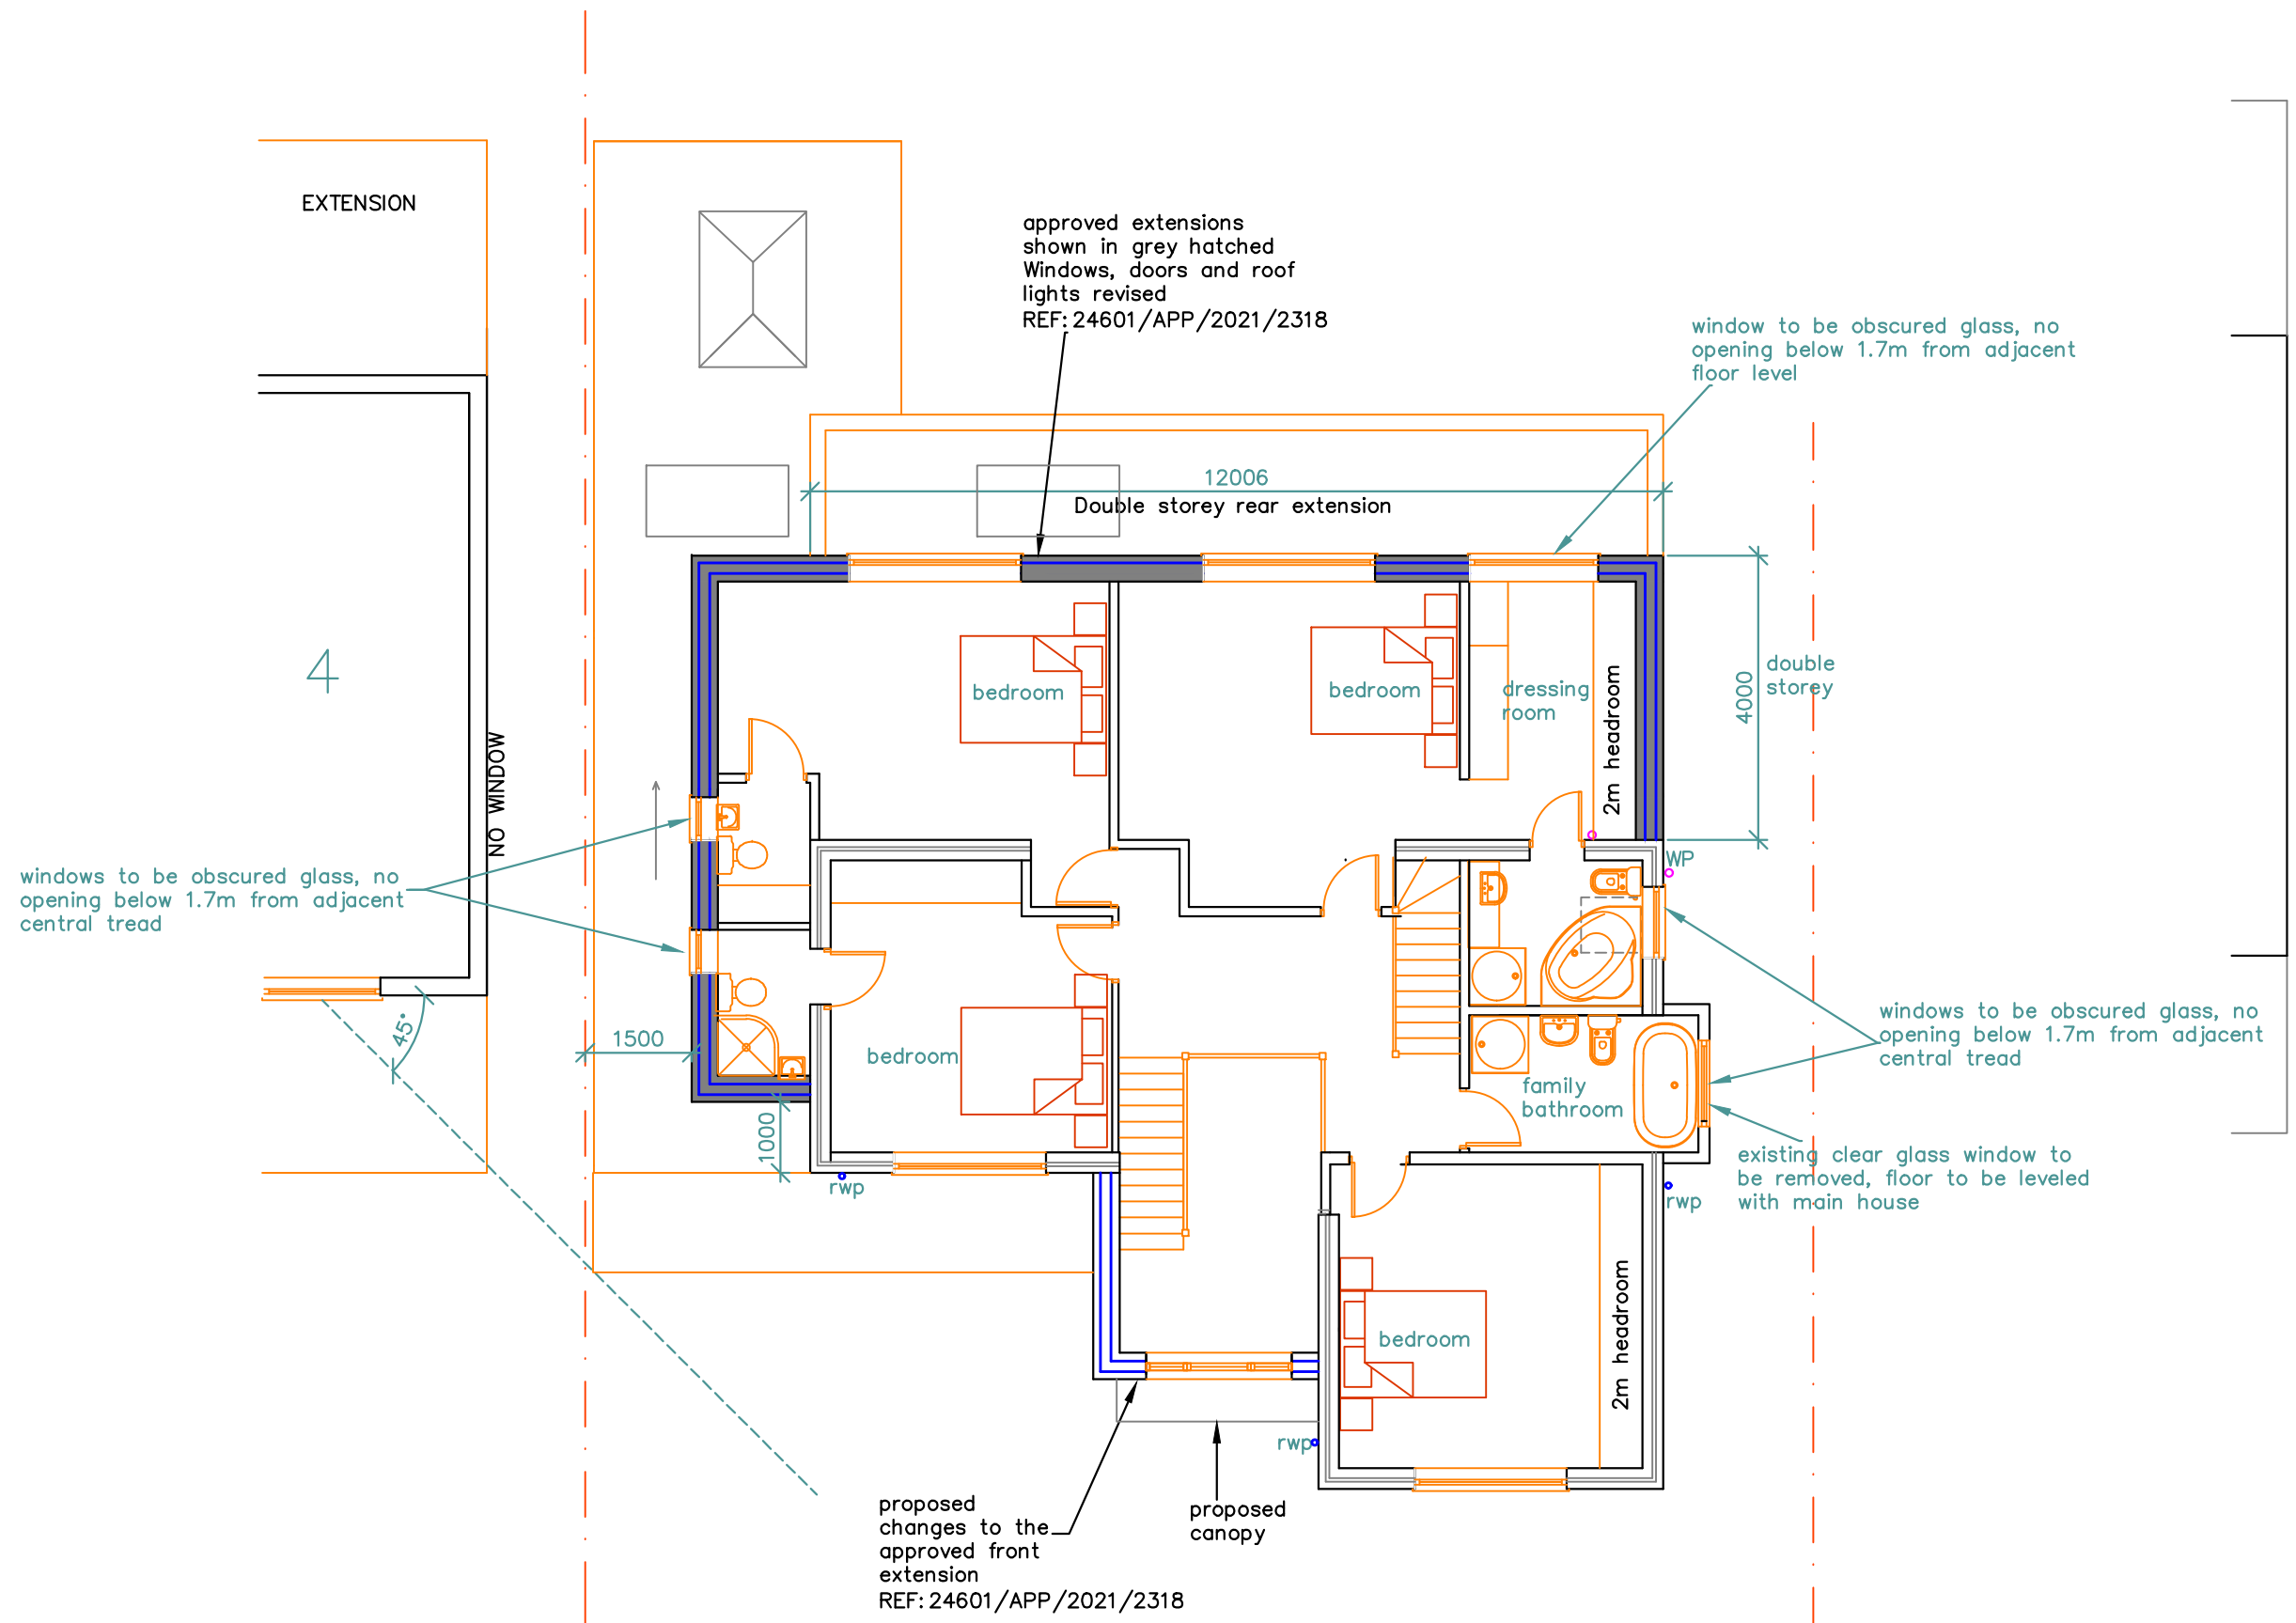 EXTENSION
approved extensions
shown in grey hatched
Windows, doors and roof
lights revised
REF: 24601/APP/2021/2318
window to be obscured glass, no
opening below 1.7m from adjacent
floor level
12006
Double storey rear extension
4
NO WINDOW
bedroom
bedroom
dressing
room
2m headroom
4000
double
storey
windows to be obscured glass, no
opening below 1.7m from adjacent
central tread
WP
45°
1500
bedroom
1000
rwp
family
bathroom
windows to be obscured glass, no
opening below 1.7m from adjacent
central tread
existing clear glass window to
be removed, floor to be leveled
with main house
rwp
bedroom
2m headroom
rwp
proposed
changes to the
approved front
extension
REF: 24601/APP/2021/2318
proposed
canopy